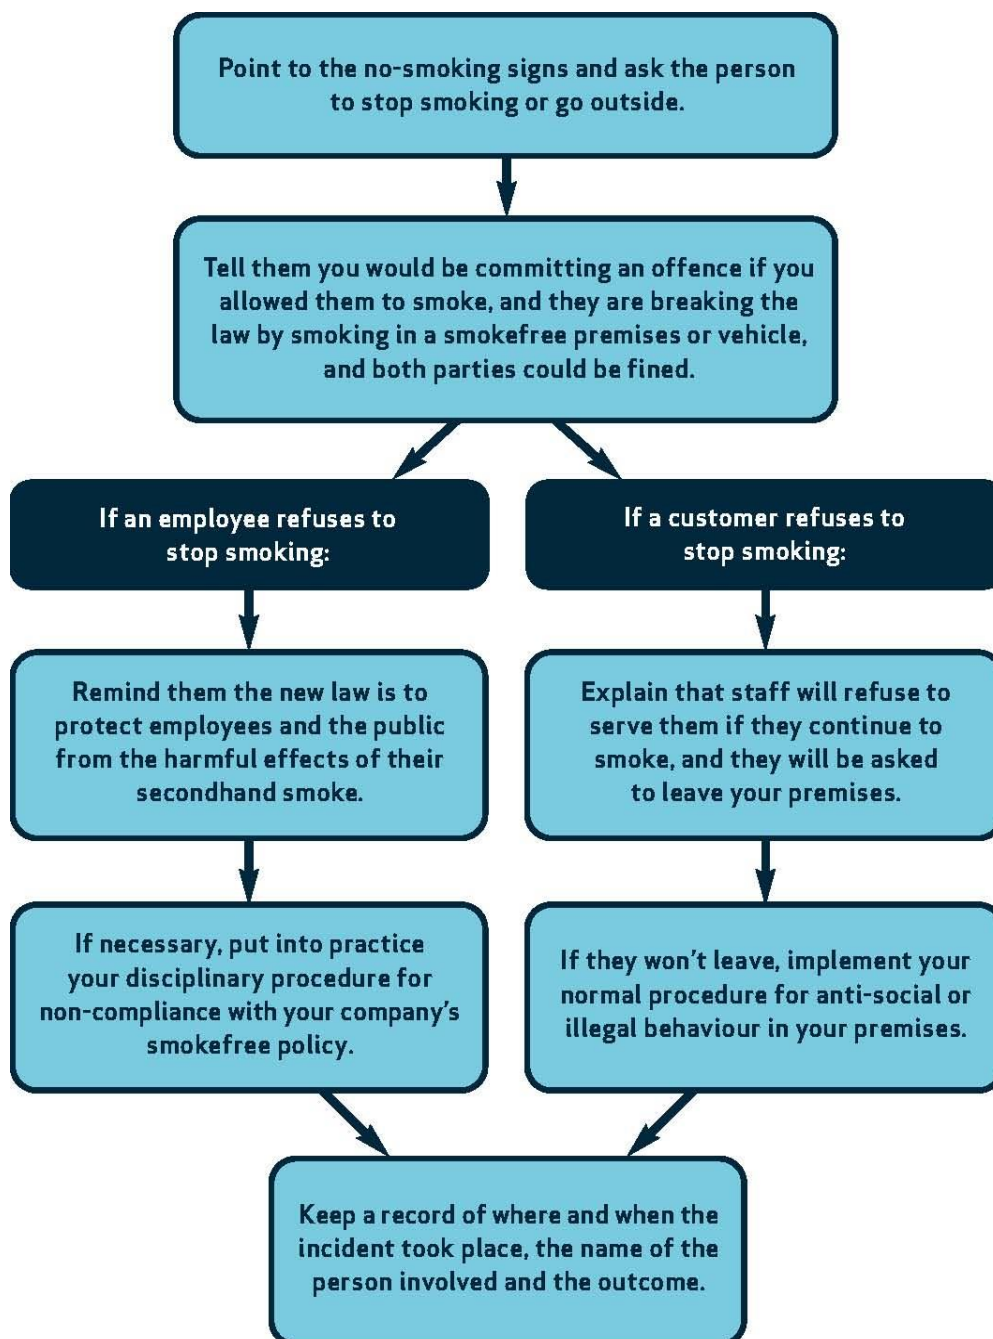 Point to the no-smoking signs and ask the person
to stop smoking or go outside.
Tell them you would be committing an offence if you
allowed them to smoke, and they are breaking the
law by smoking in a smokefree premises or vehicle,
and both parties could be fined.
If an employee refuses to
stop smoking:
Remind them the new law is to
protect employees and the public
from the harmful effects of their
secondhand smoke.
If necessary, put into practice
your disciplinary procedure for
non-compliance with your company's
smokefree policy.
If a customer refuses to
stop smoking:
Explain that staff will refuse to
serve them if they continue to
smoke, and they will be asked
to leave your premises.
If they won't leave, implement your
normal procedure for anti-social or
illegal behaviour in your premises.
Keep a record of where and when the
incident took place, the name of the
person involved and the outcome.